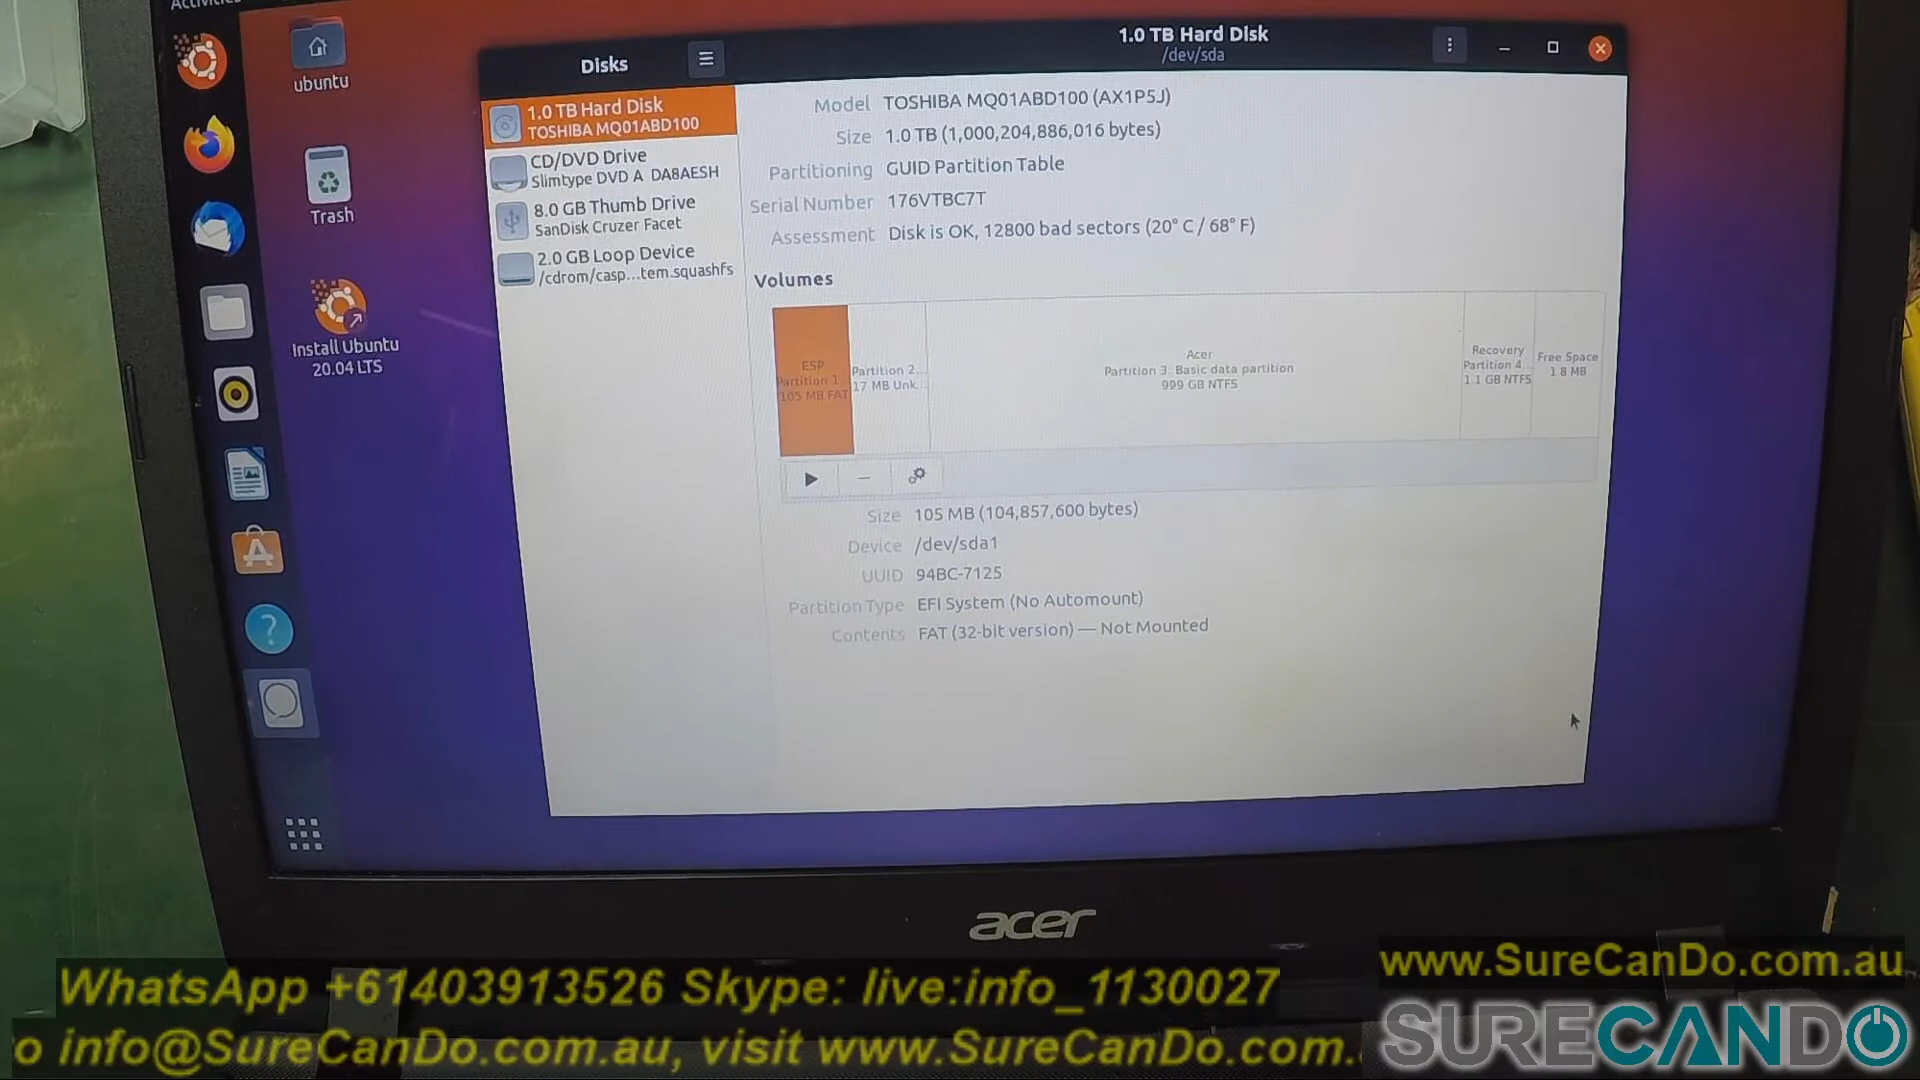 Activities
ubuntu
Trash
Install Ubuntu
20.04 LTS
Disks
1.0 TB Hard Disk
/dev/sda
1.0 TB Hard Disk
TOSHIBA MQ01ABD100
CD/DVD Drive
Slimtype DVD A DA8AESH
8.0 GB Thumb Drive
SanDisk Cruzer Facet
2.0 GB Loop Device
/cdrom/casp...tem.squashfs
Model TOSHIBA MQ01ABD100 (AX1P5J)
Size 1.0 TB (1,000,204,886,016 bytes)
Partitioning GUID Partition Table
Serial Number 176VTBC7T
Assessment Disk is OK, 12800 bad sectors (20° C / 68° F)
Volumes
ESP
Partition 1
105 MB FAT
Partition 2...
17 MB Unk...
Acer
Partition 3: Basic data partition
999 GB NTFS
Recovery
Partition 4...
1.1 GB NTFS
Free Space
1.8 MB
Size 105 MB (104,857,600 bytes)
Device /dev/sda1
UUID 94BC-7125
Partition Type EFI System (No Automount)
Contents FAT (32-bit version) — Not Mounted
acer
WhatsApp +61403913526 Skype: live:info_1130027
o info@SureCanDo.com.au, visit www.SureCanDo.com.
www.SureCanDo.com.au
SURECANDO